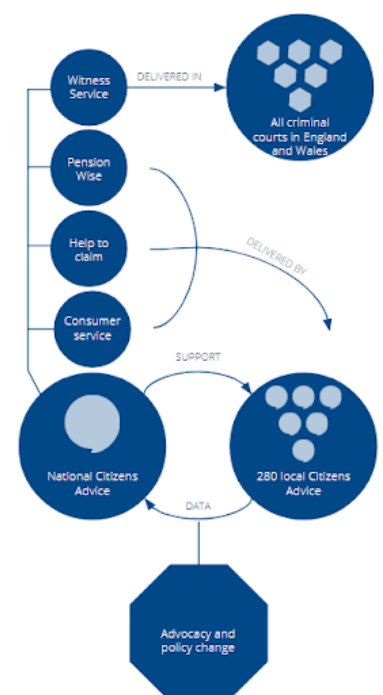 Witness
Service
DELIVERED IN
All criminal
courts in England
and Wales
Pension
Wise
Help to
claim
DELIVERED BY
Consumer
service
SUPPORT
National Citizens
Advice
280 local Citizens
Advice
DATA
Advocacy and
policy change